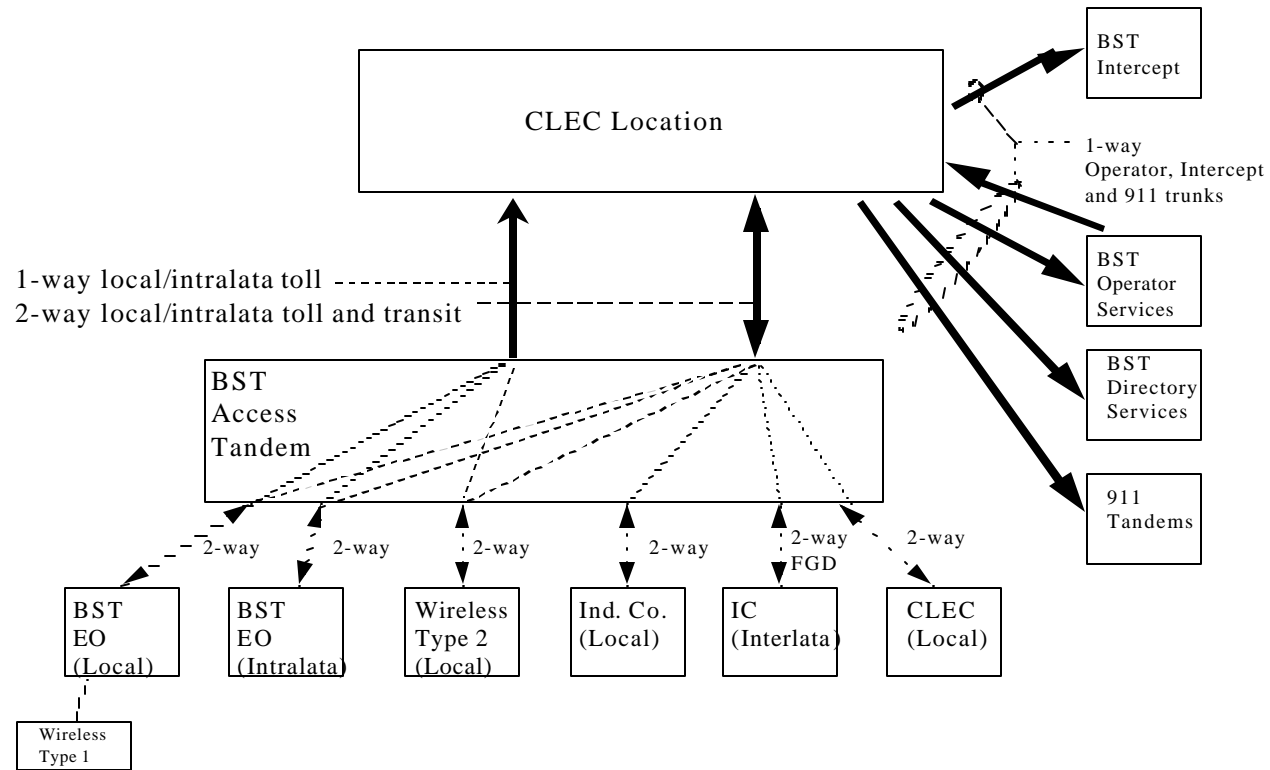 BST
Intercept
CLEC Location
1-way
Operator, Intercept
and 911 trunks
BST
Operator
Services
1-way local/intralata toll
2-way local/intralata toll and transit
BST
Directory
Services
BST
Access
Tandem
911
Tandems
2-way
2-way
2-way
2-way
2-way
FGD
2-way
BST
EO
(Local)
BST
EO
(Intralata)
Wireless
Type 2
(Local)
Ind. Co.
(Local)
IC
(Interlata)
CLEC
(Local)
Wireless
Type 1